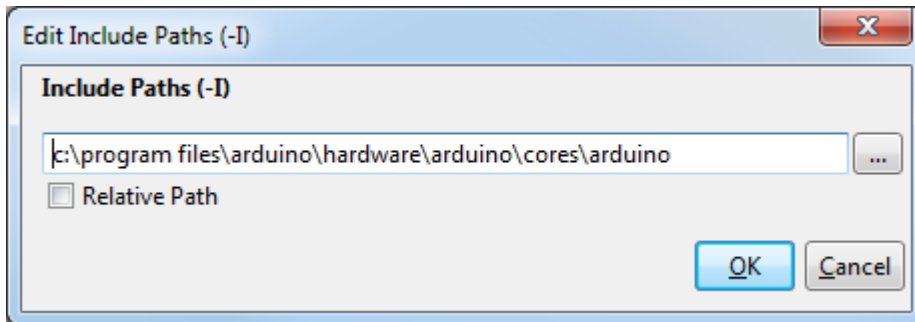 Edit Include Paths (-I)
Include Paths (-I)
c:\program files\arduino\hardware\arduino\cores\arduino
...
Relative Path
OK Cancel